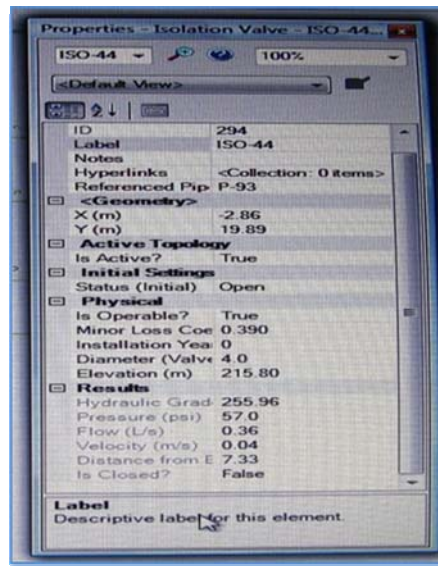 Properties - Isolation Valve - ISO-44...
ISO-44 100%
<Default View>
ID 294
Label ISO-44
Notes
Hyperlinks <Collection: 0 items>
Referenced Pip P-93
<Geometry>
X (m) -2.86
Y (m) 19.89
Active Topology
Is Active? True
Initial Settings
Status (Initial) Open
Physical
Is Operable? True
Minor Loss Coe 0.390
Installation Yea 0
Diameter (Valve 4.0
Elevation (m) 215.80
Results
Hydraulic Grad 255.96
Pressure (psi) 57.0
Flow (L/s) 0.36
Velocity (m/s) 0.04
Distance from E 7.33
Is Closed? False
Label
Descriptive label for this element.